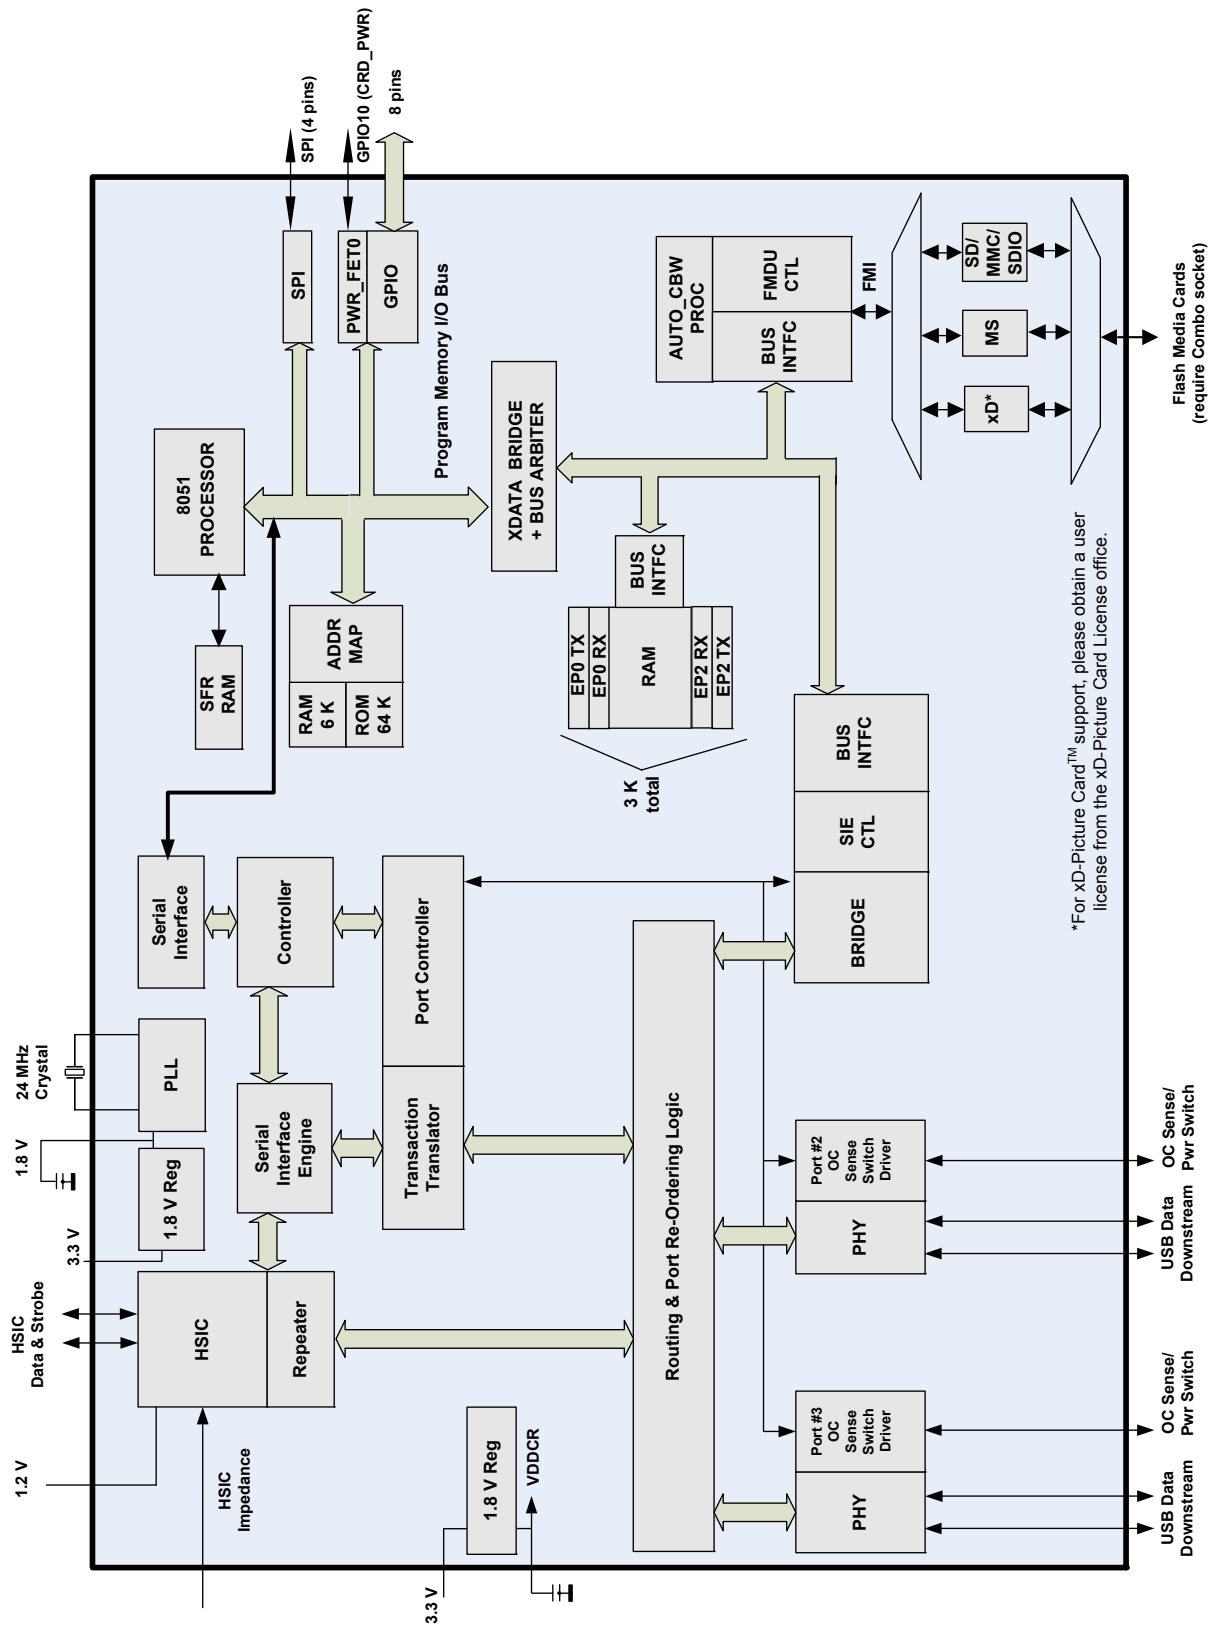 1.2 V
HSIC
Data & Strobe
3.3 V
1.8 V
24 MHz
Crystal
HSIC
Impedance
HSIC
Repeater
1.8 V Reg
PLL
Serial
Interface
Engine
Serial
Interface
Controller
Transaction
Translator
Port Controller
SFR
RAM
8051
PROCESSOR
RAM
6 K
ROM
64 K
ADDR
MAP
SPI
SPI (4 pins)
PWR_FET0
GPIO
GPIO10 (CRD_PWR)
8 pins
Program Memory I/O Bus
3.3 V
1.8 V Reg
VDDCR
XDATA BRIDGE
+ BUS ARBITER
EP0 TX
EP0 RX
RAM
EP2 RX
EP2 TX
BUS
INTFC
3 K
total
AUTO_CBW
PROC
BUS
INTFC
FMDU
CTL
FMI
Routing & Port Re-Ordering Logic
PHY
Port #3
OC
Sense
Switch
Driver
PHY
Port #2
OC
Sense
Switch
Driver
BRIDGE
SIE
CTL
BUS
INTFC
xD*
MS
SD/
MMC/
SDIO
*For xD-Picture Card™ support, please obtain a user
license from the xD-Picture Card License office.
USB Data
Downstream
OC Sense/
Pwr Switch
USB Data
Downstream
OC Sense/
Pwr Switch
Flash Media Cards
(require Combo socket)